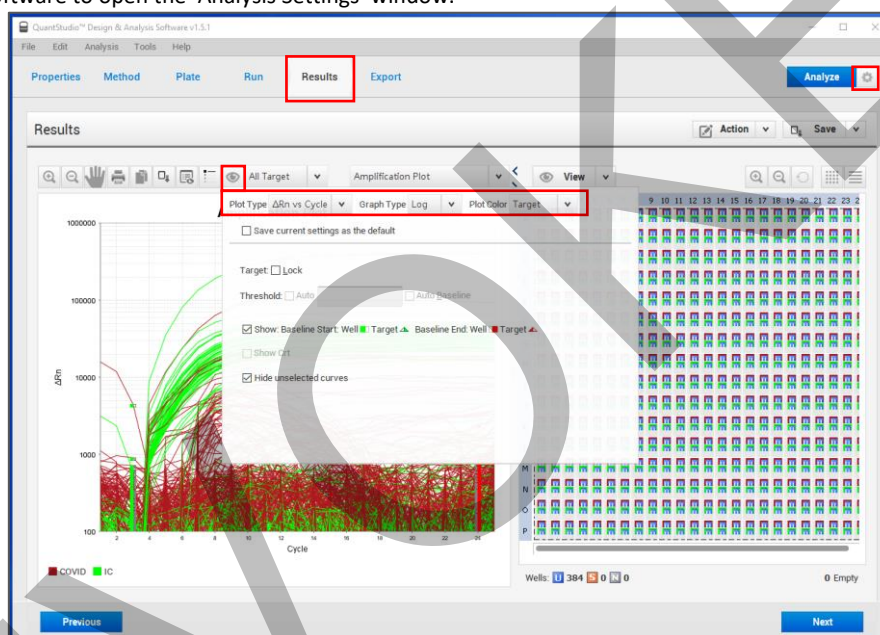 software to open the 'Analysis Settings' window.
QuantStudio™ Design & Analysis Software v1.5.1
File Edit Analysis Tools Help
Properties Method Plate Run Results Export Analyze
Results Action Save
All Target Amplification Plot View
Plot Type ΔRn vs Cycle Graph Type Log Plot Color Target
9 10 11 12 13 14 15 16 17 18 19 20 21 22 23 2
Save current settings as the default
Target: Lock
Threshold: Auto Auto Baseline
Show: Baseline Start: Well Target Baseline End: Well Target
Show Crt
Hide unselected curves
1000000
100000
10000
1000
100
ΔRn
2 4 6 8 10 12 14 16 18 20 22 24
Cycle
COVID IC
M
N
O
P
Wells: U 384 S 0 N 0 0 Empty
Previous Next